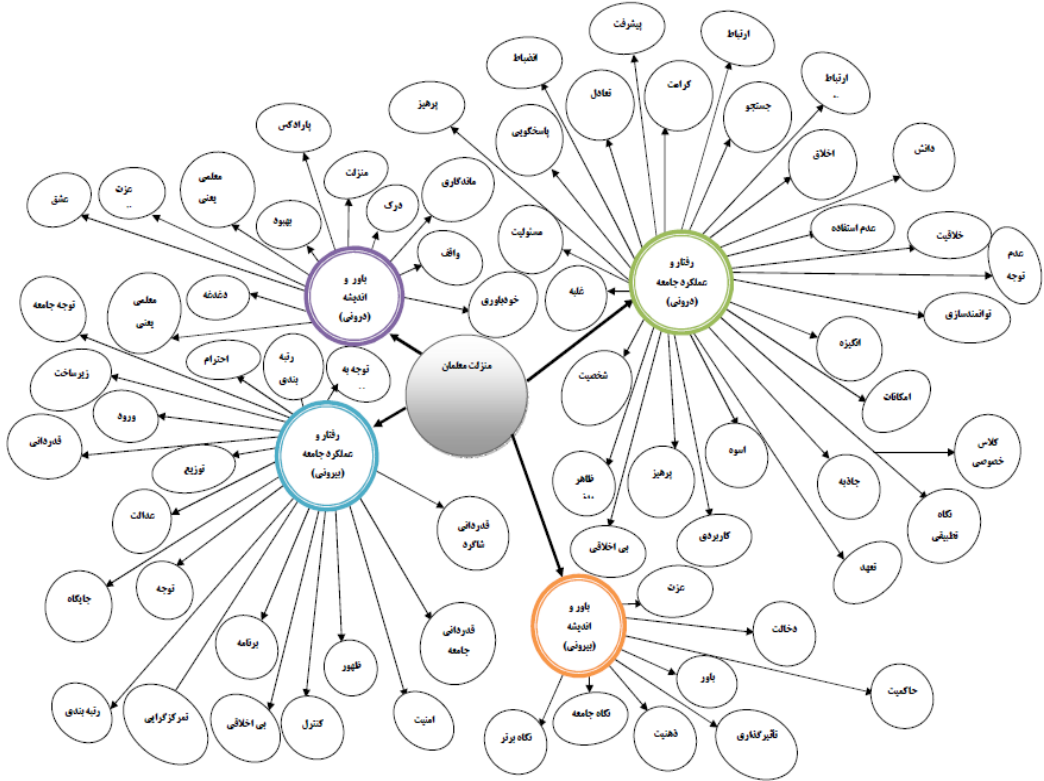 پیشرفت
ارتباط
انضباط
ارتباط
..
تعادل
کرامت
جستجو
پرهیز
پاسخگویی
اخلاق
دانش
پارادکس
منزلت
معلمی
یعنی
عزت
..
عشق
ماندگاری
درک
بهبود
واقف
مسئولیت
عدم استفاده
خلاقیت
عدم
توجه
باور و
اندیشه
(درونی)
رفتار و
عملکرد جامعه
(درونی)
غلبه
خودباوری
دغدغه
معلمی
یعنی
توجه جامعه
توانمندسازی
انگیزه
منزلت معلمان
احترام
رتبه
بندی
توجه به
..
شخصیت
امکانات
زیرساخت
ورود
قدردانی
رفتار و
عملکرد جامعه
(بیرونی)
توزیع
عدالت
اسوه
پرهیز
ظاهر
جاذبه
کلاس
خصوصی
نگاه
تطبیقی
قدردانی
شاگرد
بی اخلاقی
کاربردی
تعهد
جایگاه
توجه
عزت
باور و
اندیشه
(بیرونی)
دخالت
باور
حاکمیت
قدردانی
جامعه
برنامه
ظهور
رتبه بندی
تمرکزگرایی
بی اخلاقی
کنترل
امنیت
نگاه برتر
نگاه جامعه
ذهنیت
تأثیرگذاری